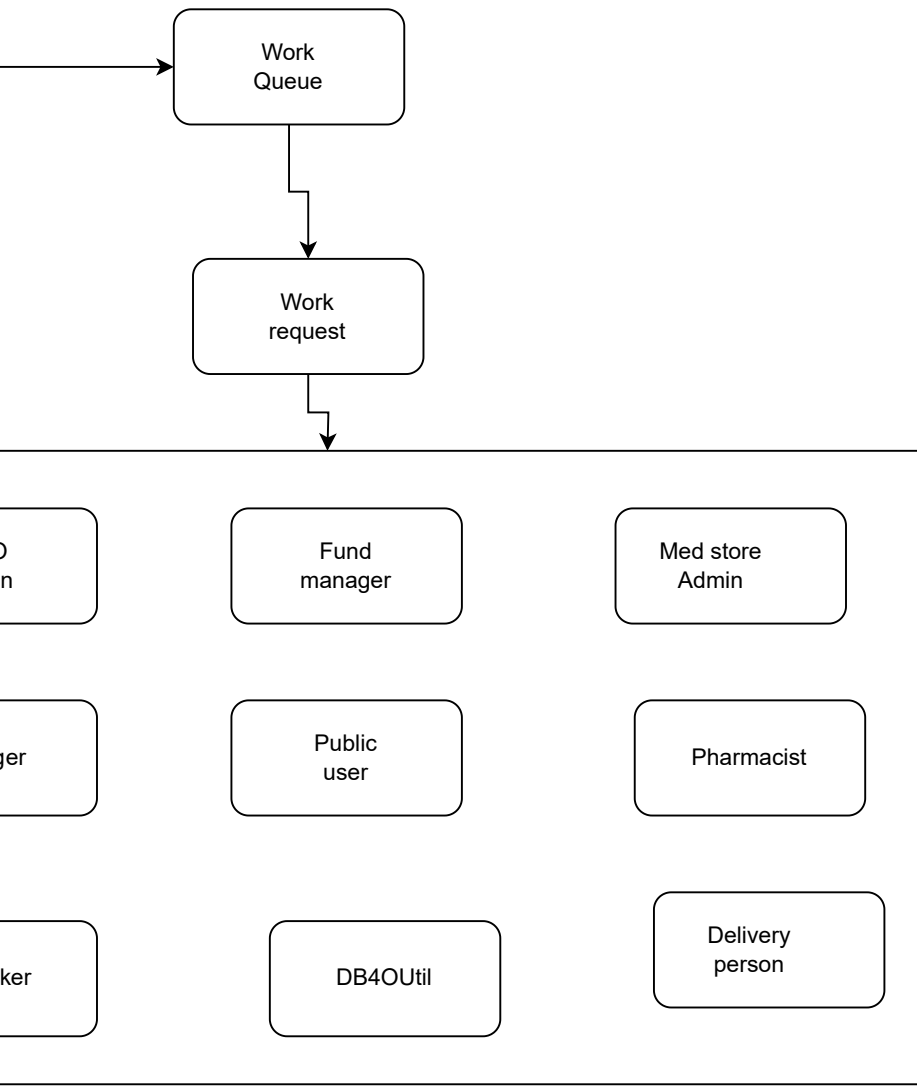 Work
Queue
Work
request
Fund
manager
Med store
Admin
Public
user
Pharmacist
DB4OUtil
Delivery
person